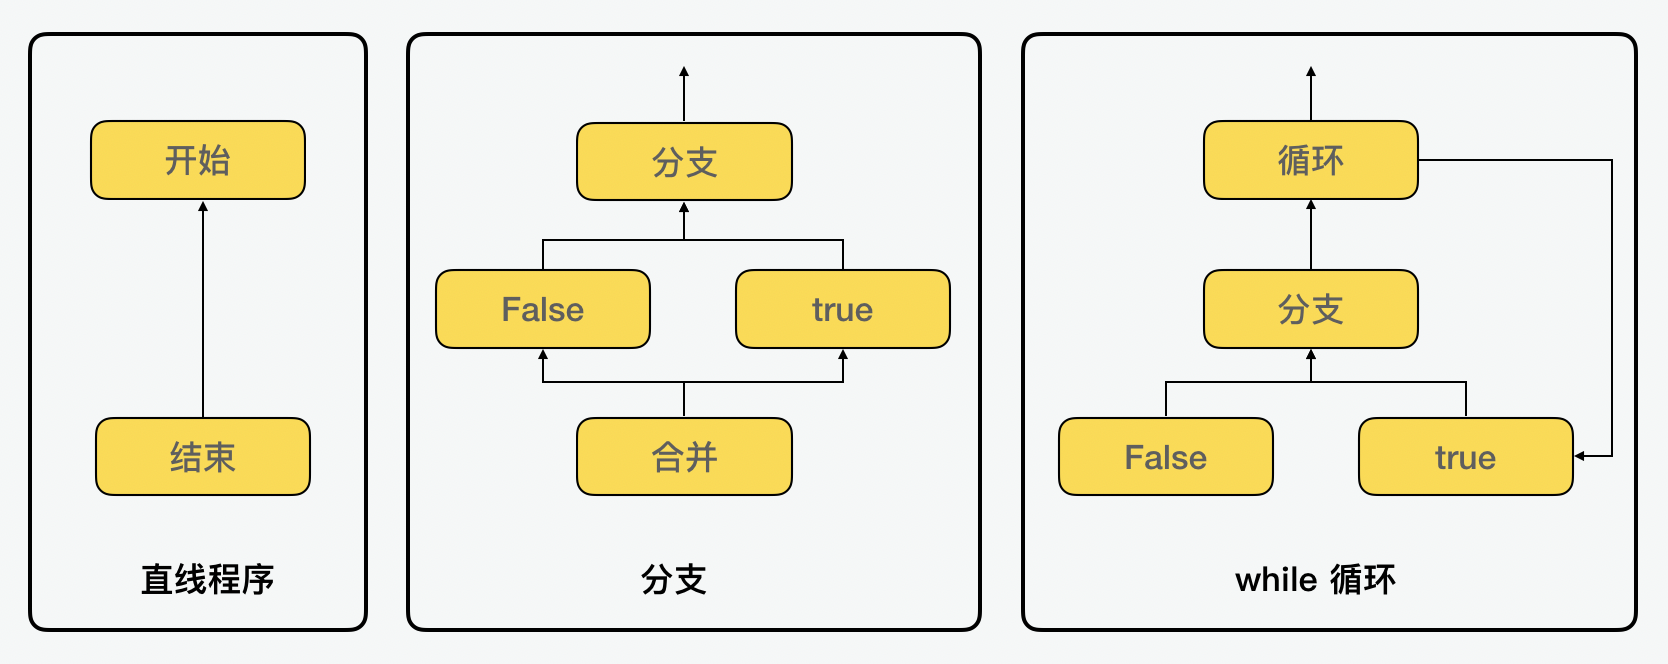 开始
结束
直线程序
分支
False
true
合并
分支
循环
分支
False
true
while 循环